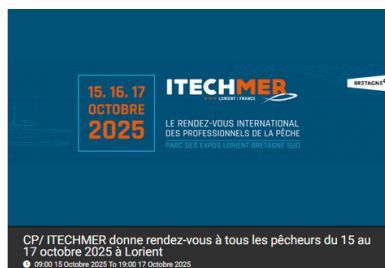 15. 16. 17
OCTOBRE
2025
ITECHMER
>>> LORIENT | FRANCE
LE RENDEZ-VOUS INTERNATIONAL
DES PROFESSIONNELS DE LA PÊCHE
PARC DES EXPOS LORIENT BRETAGNE SUD
BRETAGNE
CP/ ITECHMER donne rendez-vous à tous les pêcheurs du 15 au
17 octobre 2025 à Lorient
09:00 15 Octobre 2025 To 19:00 17 Octobre 2025